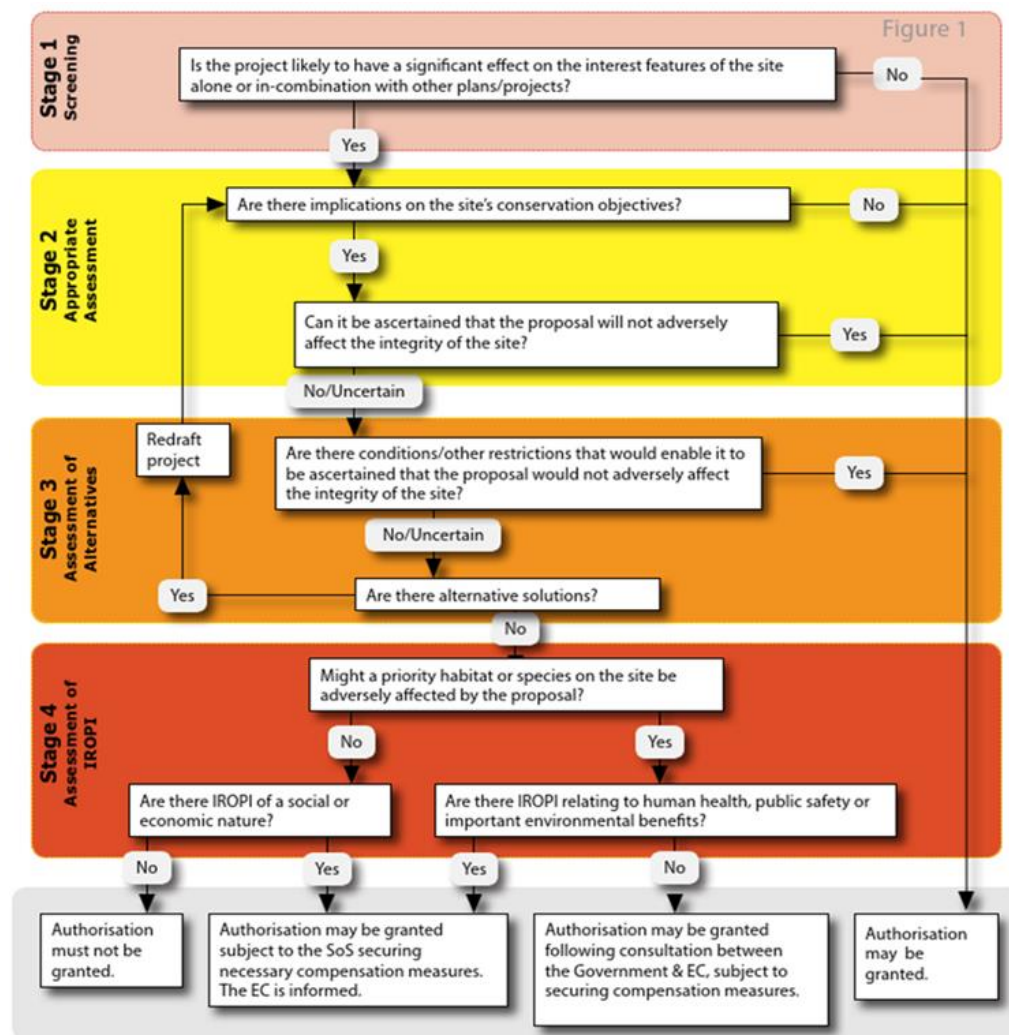 Figure 1
Stage 1
Screening
Is the project likely to have a significant effect on the interest features of the site
alone or in-combination with other plans/projects?
No
Yes
Stage 2
Appropriate
Assessment
Are there implications on the site's conservation objectives?
No
Yes
Can it be ascertained that the proposal will not adversely
affect the integrity of the site?
Yes
No/Uncertain
Stage 3
Assessment of
Alternatives
Redraft
project
Are there conditions/other restrictions that would enable it to
be ascertained that the proposal would not adversely affect
the integrity of the site?
Yes
No/Uncertain
Yes
Are there alternative solutions?
No
Stage 4
Assessment of
IROPI
Might a priority habitat or species on the site be
adversely affected by the proposal?
No
Yes
Are there IROPI of a social or
economic nature?
Are there IROPI relating to human health, public safety or
important environmental benefits?
No
Yes
Yes
No
Authorisation
must not be
granted.
Authorisation may be granted
subject to the SoS securing
necessary compensation measures.
The EC is informed.
Authorisation may be granted
following consultation between
the Government & EC, subject to
securing compensation measures.
Authorisation
may be
granted.